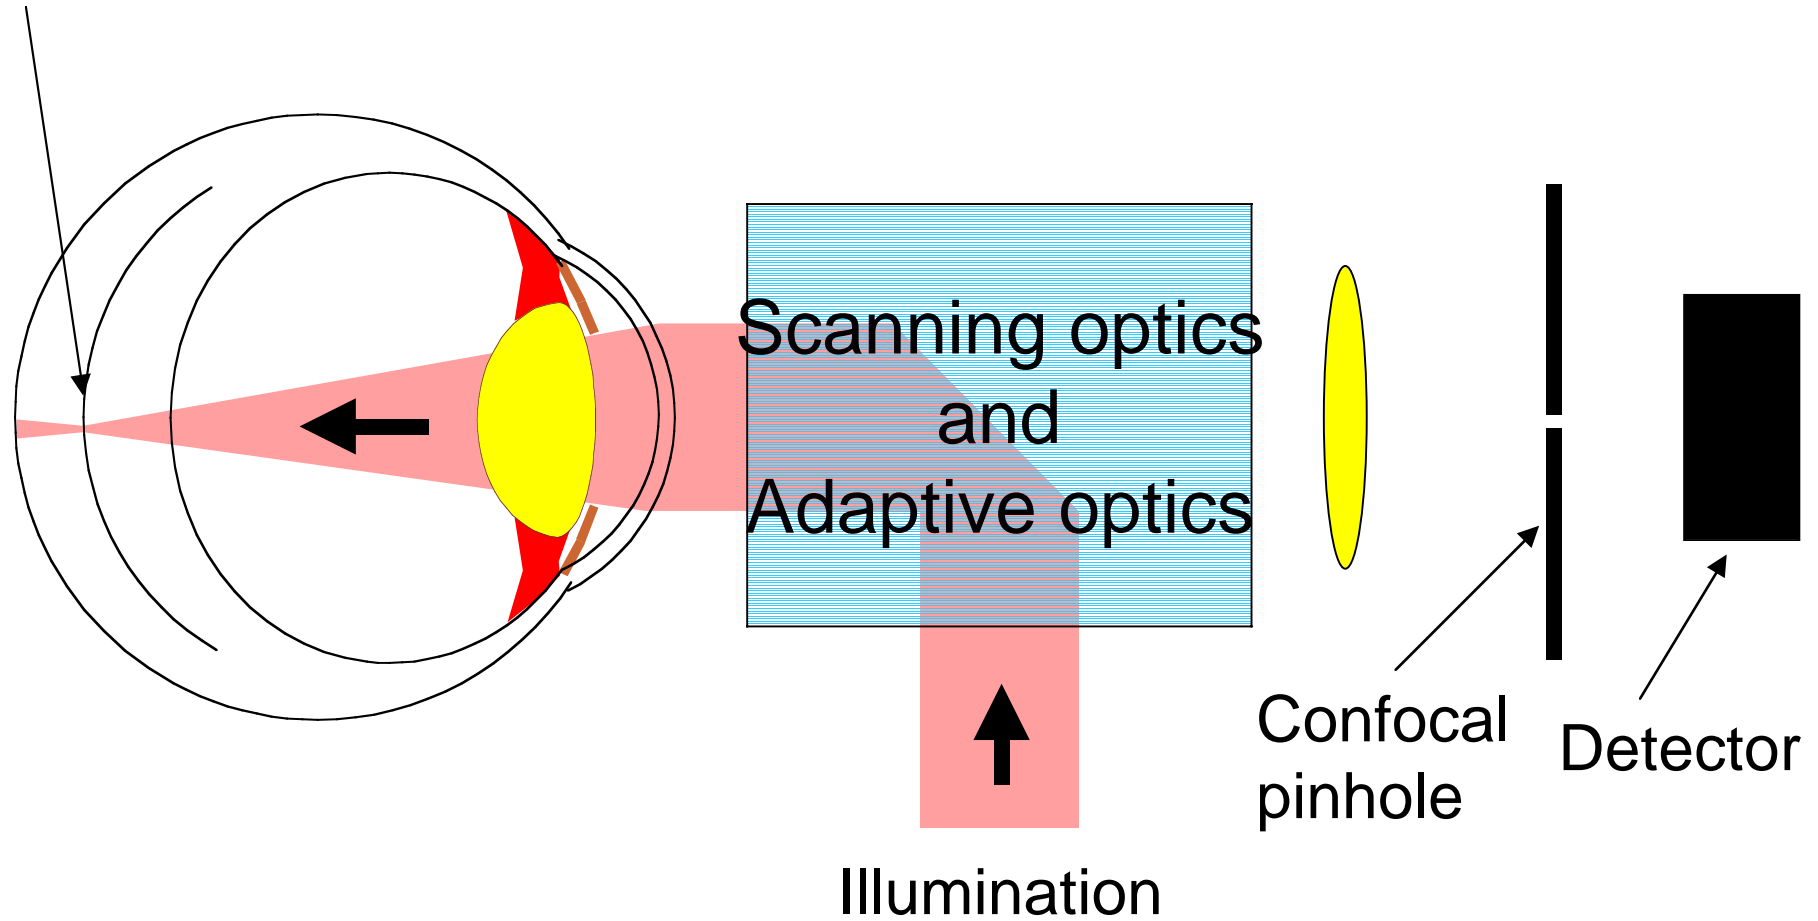 Scanning optics
and
Adaptive optics
Confocal
pinhole
Detector
Illumination